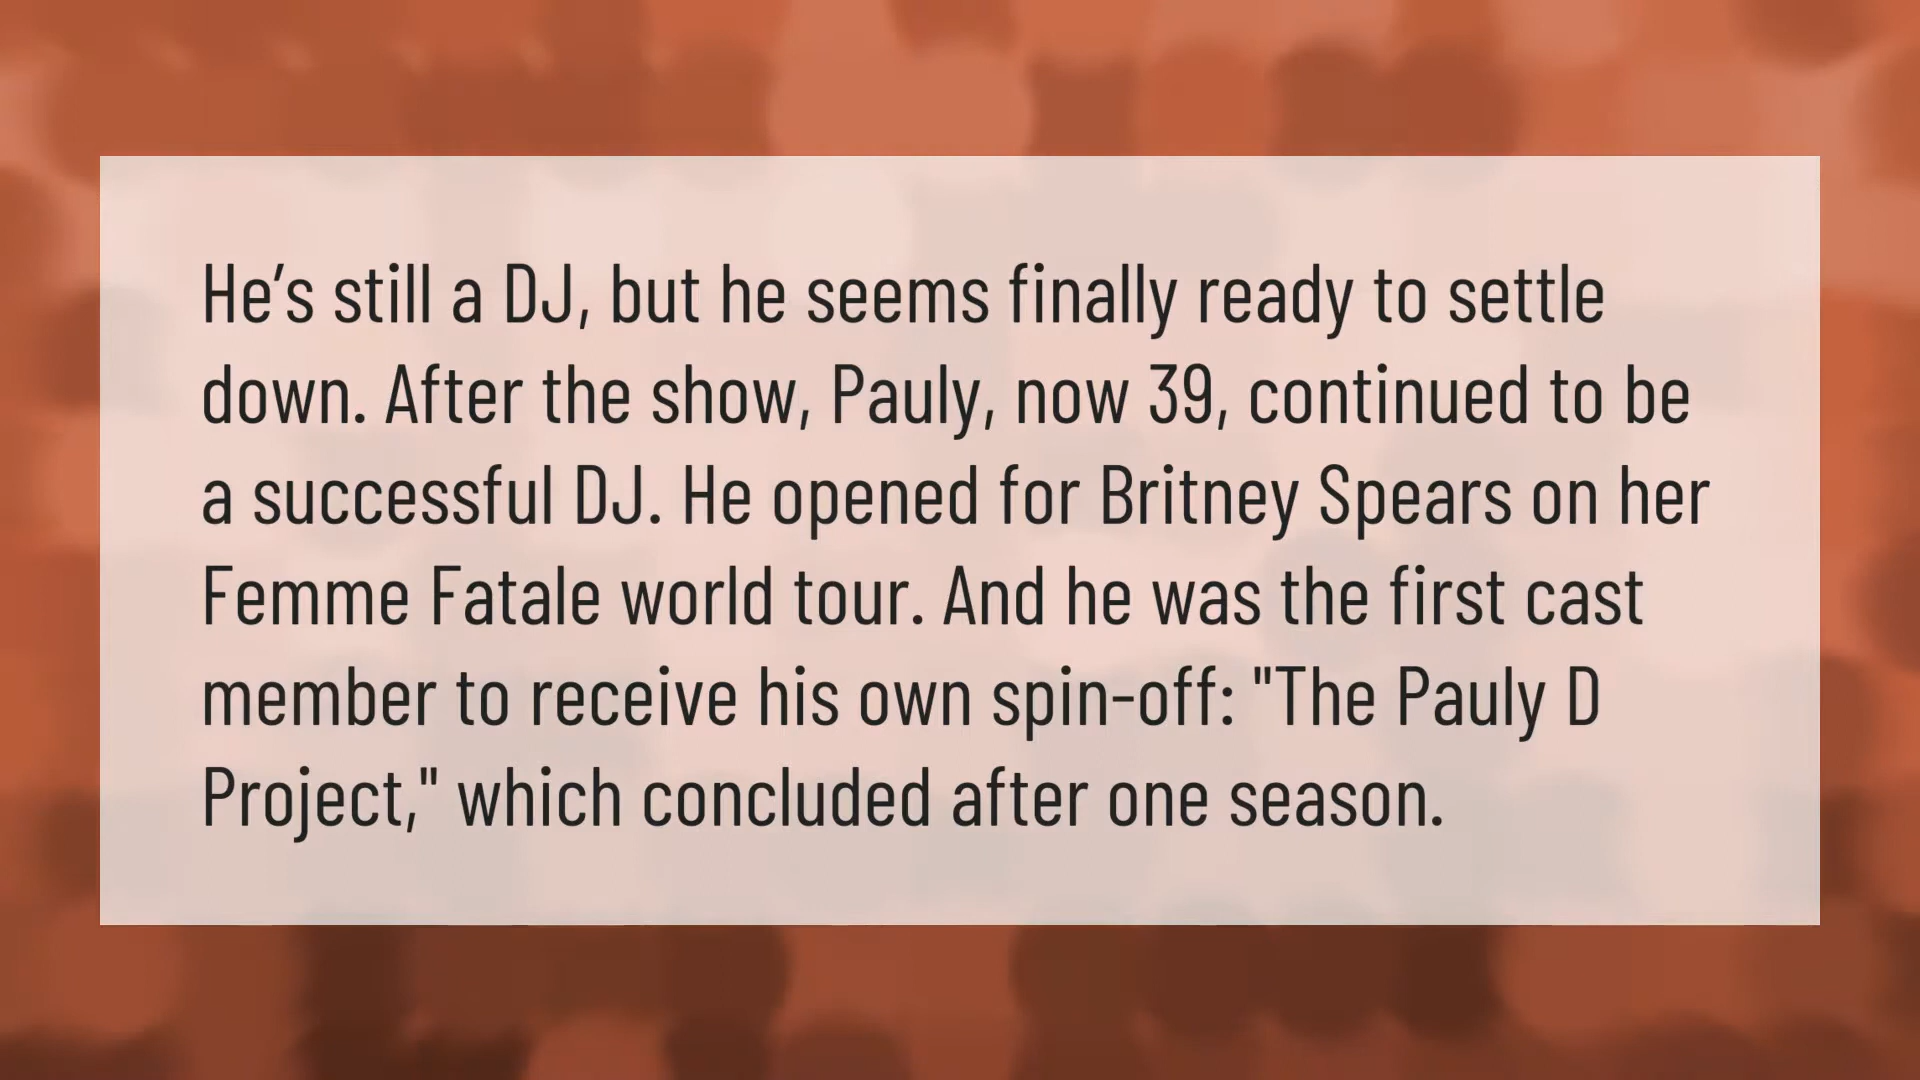 He’s still a DJ, but he seems finally ready to settle
down. After the show, Pauly, now 39, continued to be
a successful DJ. He opened for Britney Spears on her
Femme Fatale world tour. And he was the first cast
member to receive his own spin-off: "The Pauly D
Project," which concluded after one season.